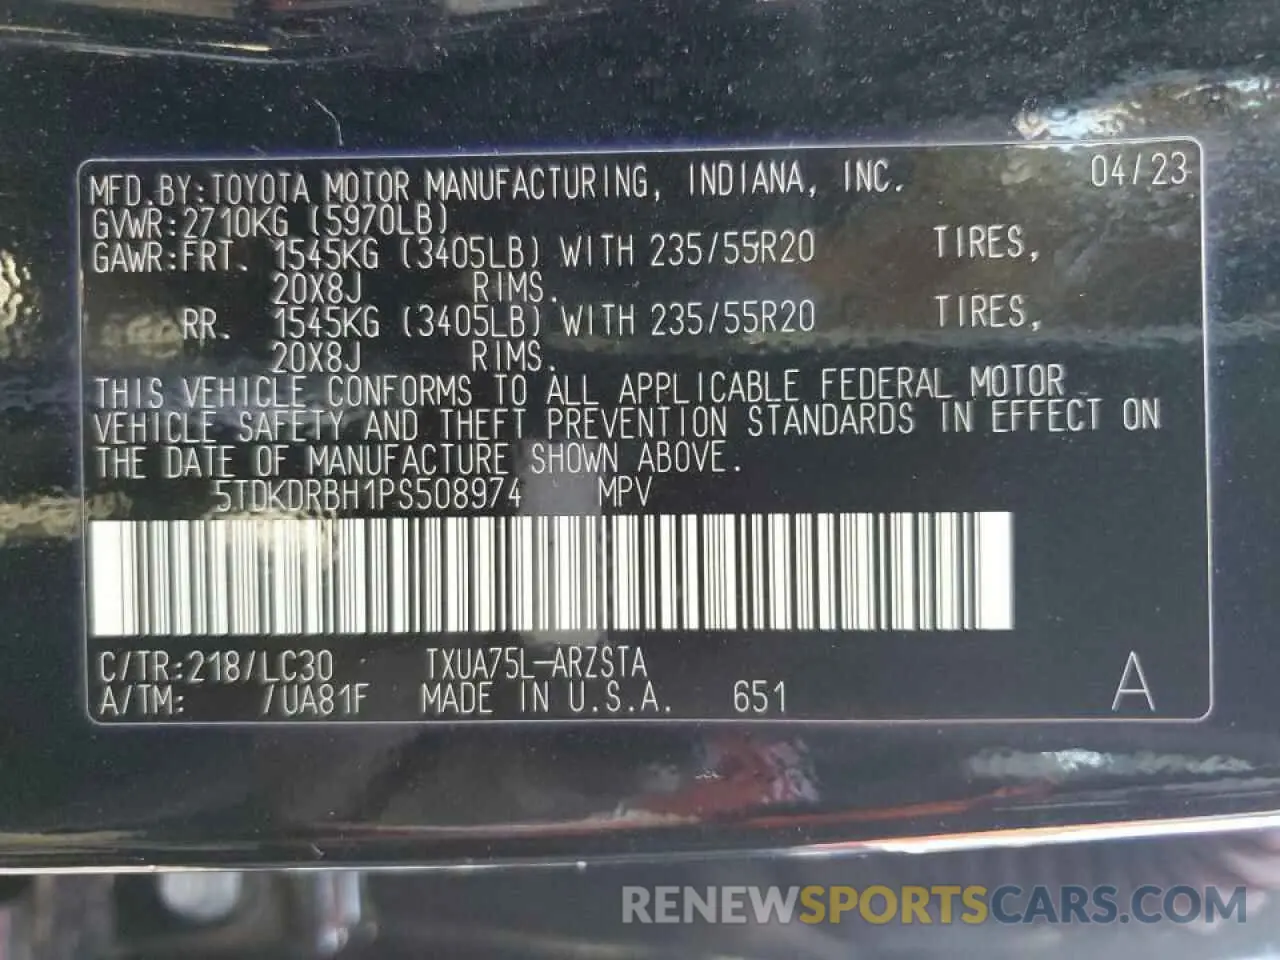 MFD.BY:TOYOTA MOTOR MANUFACTURING, INDIANA, INC. 04/23
GVWR:2710KG (5970LB)
GAWR:FRT. 1545KG (3405LB) WITH 235/55R20 TIRES,
20X8J RIMS.
RR. 1545KG (3405LB) WITH 235/55R20 TIRES,
20X8J RIMS.
THIS VEHICLE CONFORMS TO ALL APPLICABLE FEDERAL MOTOR
VEHICLE SAFETY AND THEFT PREVENTION STANDARDS IN EFFECT ON
THE DATE OF MANUFACTURE SHOWN ABOVE.
5TDKDRBH1PS508974 MPV
C/TR:218/LC30 TXUA75L-ARZSTA
A/TM: /UA81F MADE IN U.S.A. 651 A
RENEWSPORTSCARS.COM